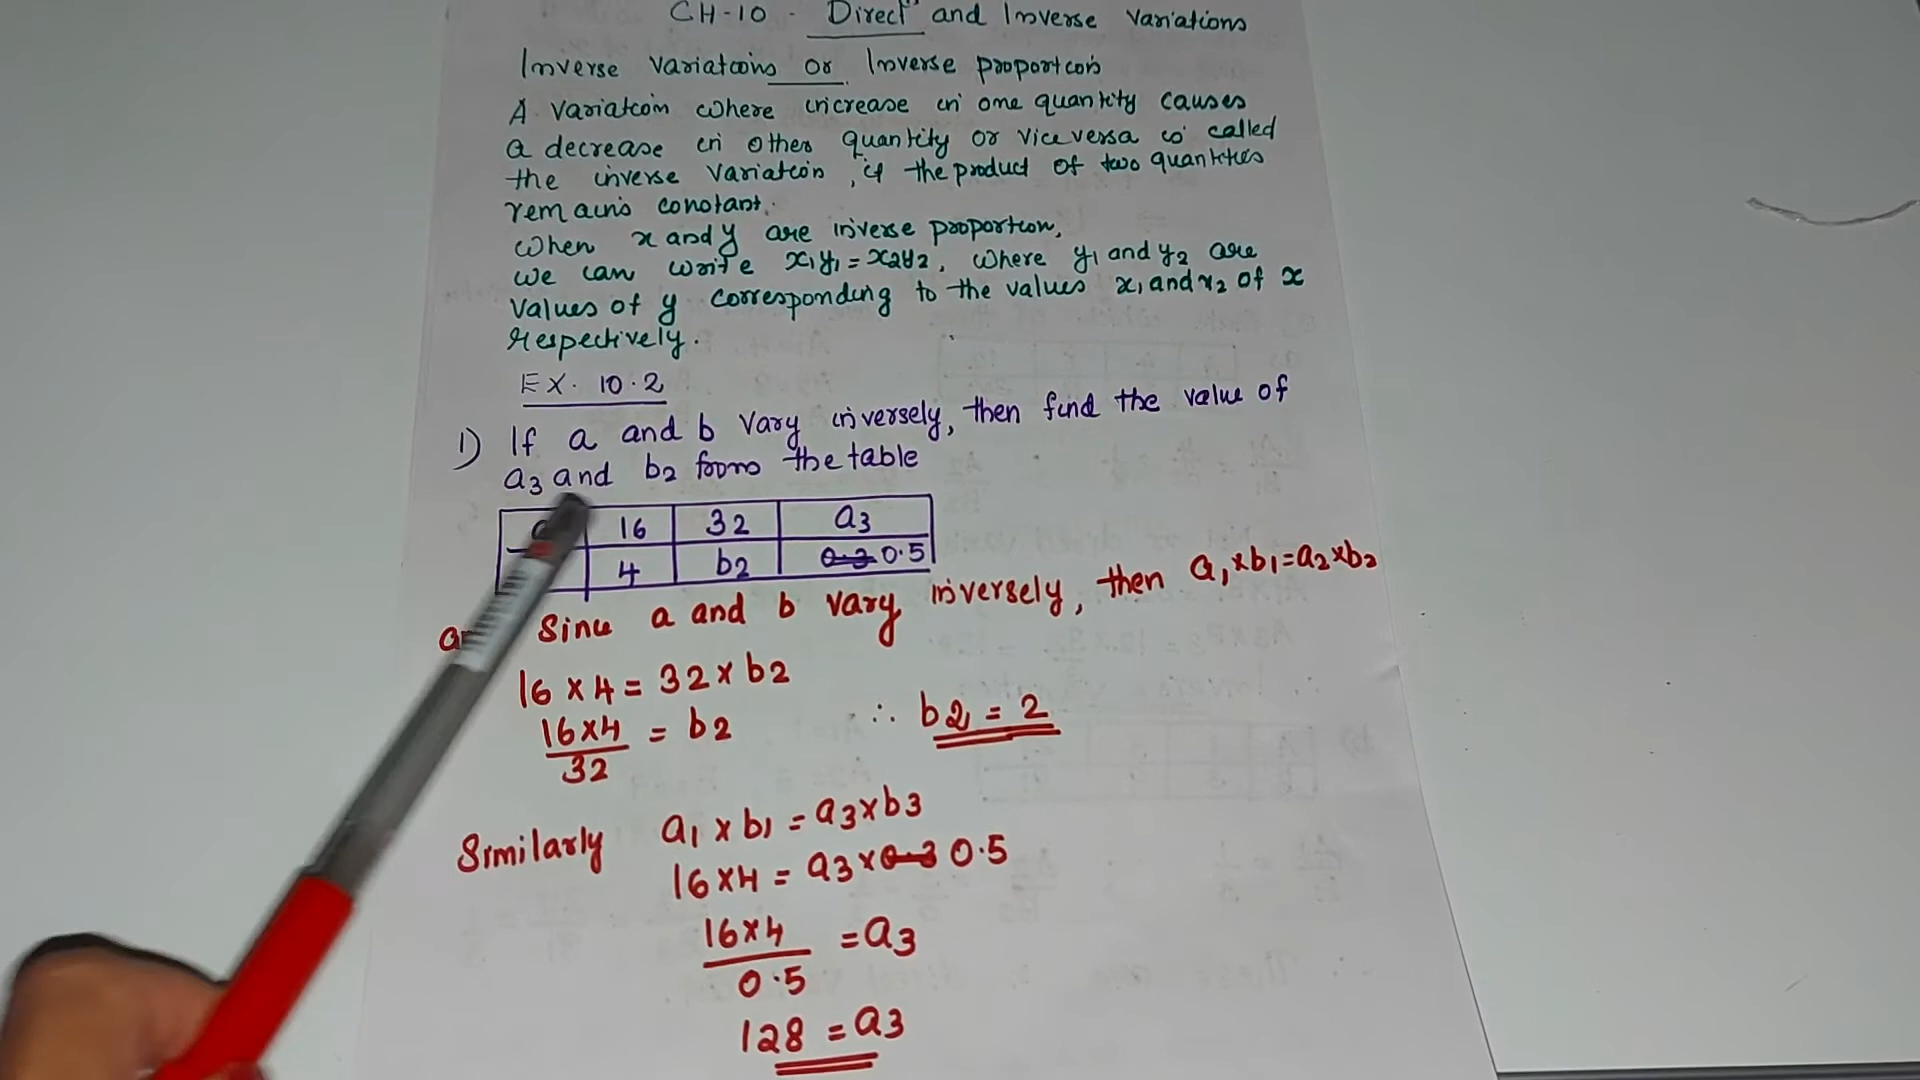 CH-10 - Direct and Inverse Variations
Inverse Variations or Inverse proportions
A variation where increase in one quantity causes
a decrease in other quantity or vice versa is called
the inverse variation, if the product of two quantities
remains constant.
When x and y are inverse proportion,
we can write x₁y₁ = x₂y₂, where y₁ and y₂ are
values of y corresponding to the values x₁ and x₂ of x
respectively.
EX. 10.2
1) If a and b vary inversely, then find the value of
a3 and b2 from the table
16 32 a3
4 b2 0.5
Since a and b vary inversely, then a₁×b₁=a₂×b₂
16 × 4 = 32 × b2
16×4/32 = b2 ∴ b2 = 2
Similarly a₁ × b₁ = a3×b3
16×4 = a3× 0.5
16×4/0.5 = a3
128 = a3